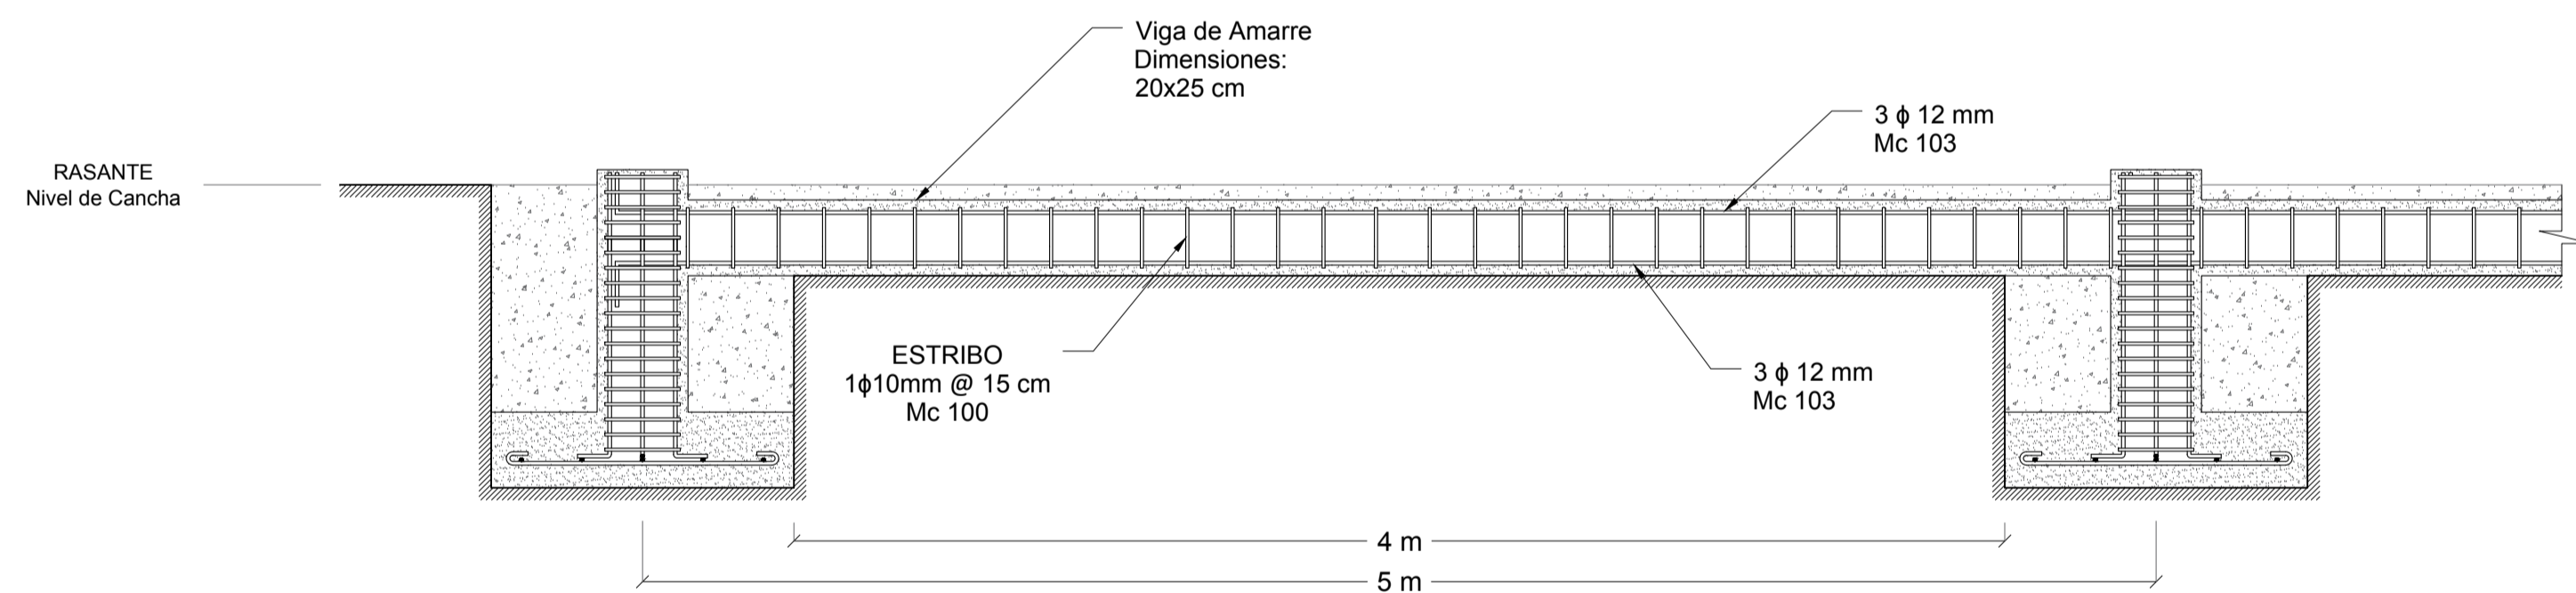 Viga de Amarre
Dimensiones:
20x25 cm
3 ϕ 12 mm
Mc 103
RASANTE
Nivel de Cancha
ESTRIBO
1ϕ10mm @ 15 cm
Mc 100
3 ϕ 12 mm
Mc 103
4 m
5 m